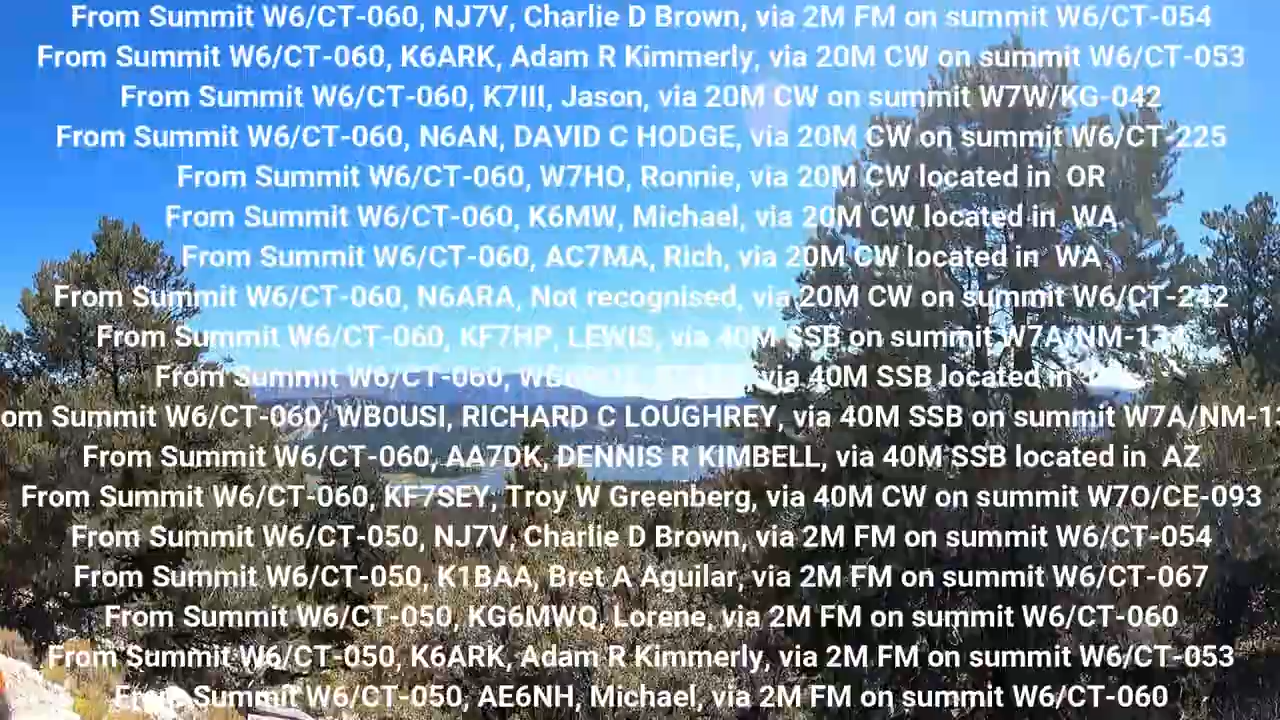 From Summit W6/CT-060, NJ7V, Charlie D Brown, via 2M FM on summit W6/CT-054
From Summit W6/CT-060, K6ARK, Adam R Kimmerly, via 20M CW on summit W6/CT-053
From Summit W6/CT-060, K7III, Jason, via 20M CW on summit W7W/KG-042
From Summit W6/CT-060, N6AN, DAVID C HODGE, via 20M CW on summit W6/CT-225
From Summit W6/CT-060, W7HO, Ronnie, via 20M CW located in OR
From Summit W6/CT-060, K6MW, Michael, via 20M CW located in WA
From Summit W6/CT-060, AC7MA, Rich, via 20M CW located in WA
From Summit W6/CT-060, N6ARA, Not recognised, via 20M CW on summit W6/CT-242
From Summit W6/CT-060, KF7HP, LEWIS, via 40M SSB on summit
From Summit W6/CT-060, via 40M SSB located in
om Summit W6/CT-060, WB0USI, RICHARD C LOUGHREY, via 40M SSB on summit W7A/NM-1
From Summit W6/CT-060, AA7DK, DENNIS R KIMBELL, via 40M SSB located in AZ
From Summit W6/CT-060, KF7SEY, Troy W Greenberg, via 40M CW on summit W7O/CE-093
From Summit W6/CT-050, NJ7V, Charlie D Brown, via 2M FM on summit W6/CT-054
From Summit W6/CT-050, K1BAA, Bret A Aguilar, via 2M FM on summit W6/CT-067
From Summit W6/CT-050, KG6MWQ, Lorene, via 2M FM on summit W6/CT-060
From Summit W6/CT-050, K6ARK, Adam R Kimmerly, via 2M FM on summit W6/CT-053
From Summit W6/CT-050, AE6NH, Michael, via 2M FM on summit W6/CT-060